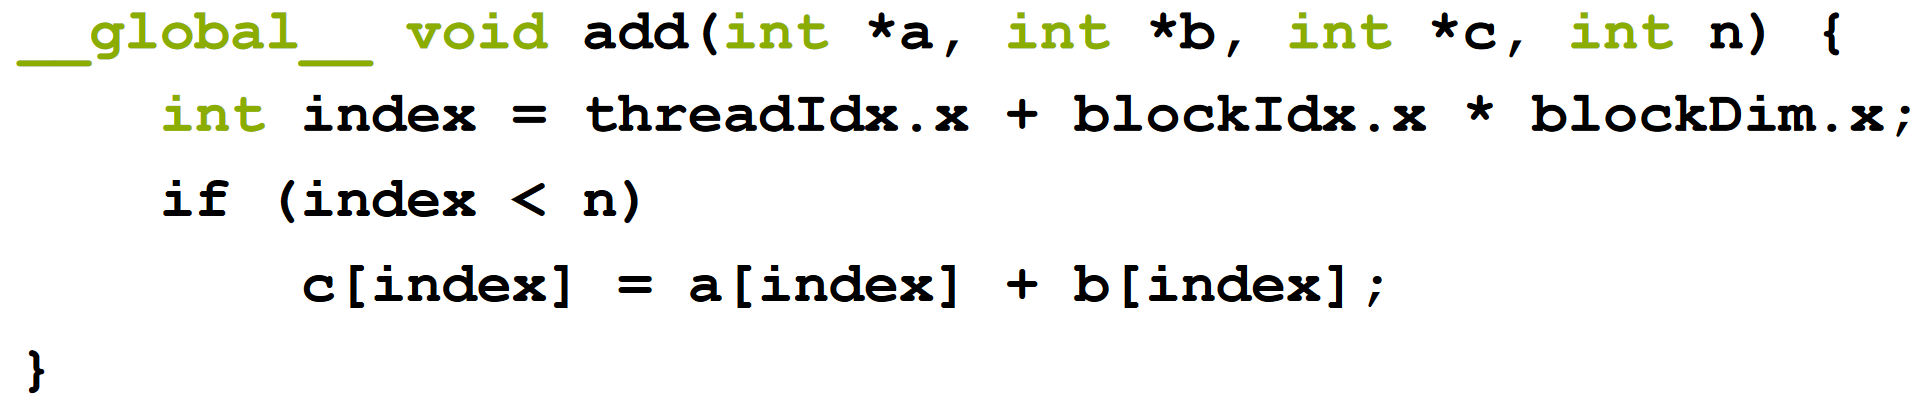 __global__ void add(int *a, int *b, int *c, int n) {
    int index = threadIdx.x + blockIdx.x * blockDim.x;
    if (index < n)
        c[index] = a[index] + b[index];
}